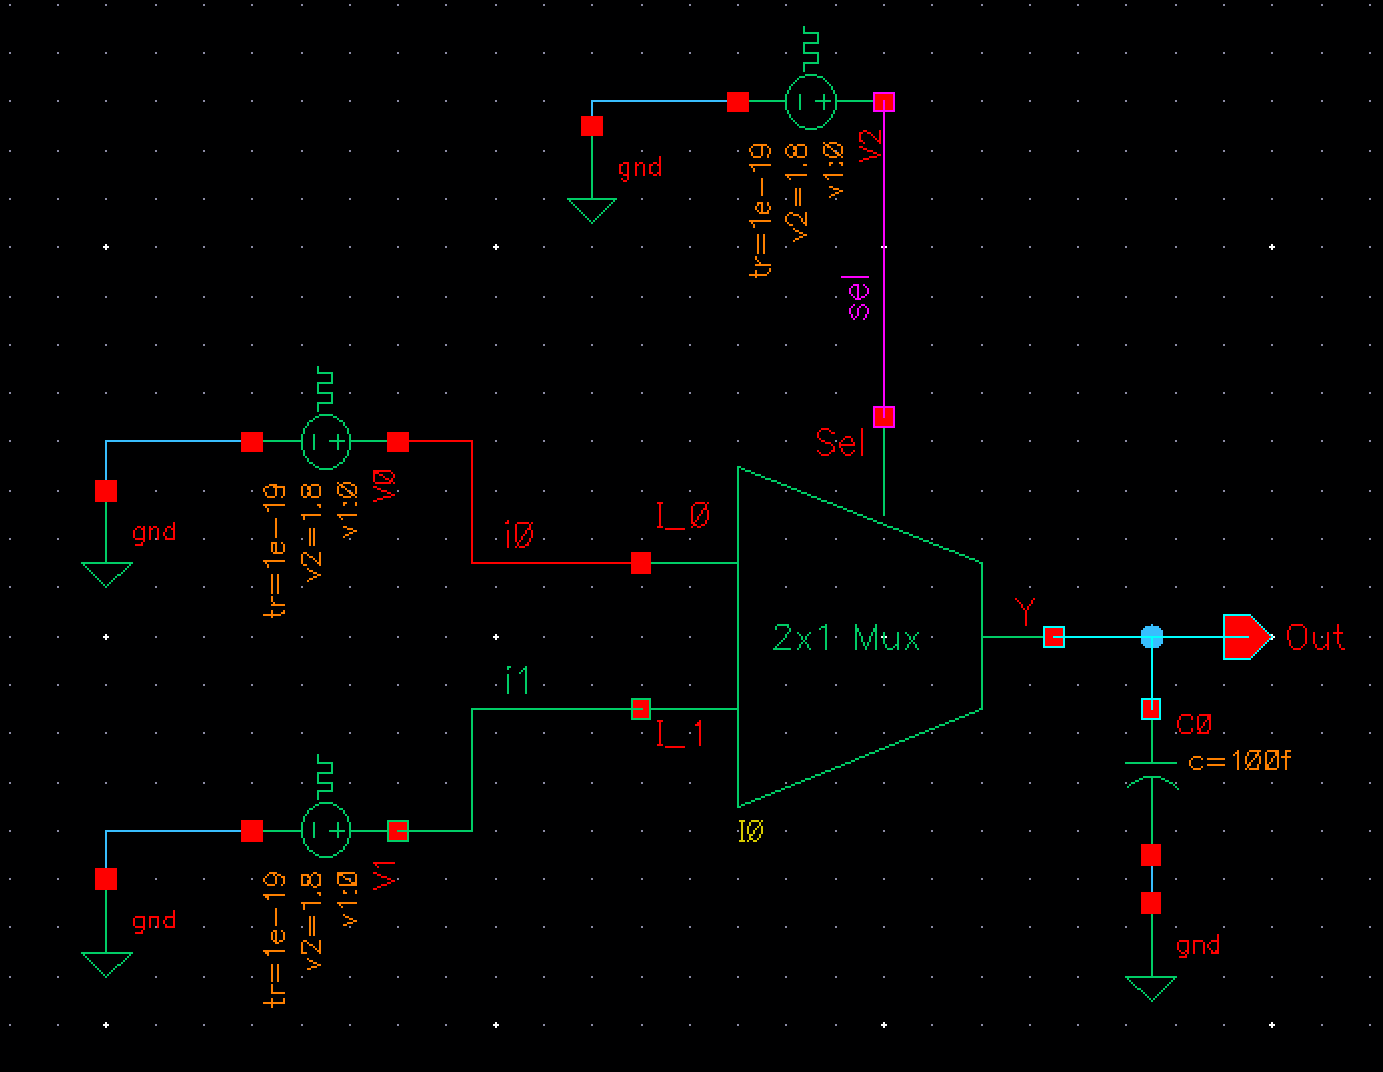 V2
v1:0
v2=1.8
tr=1e-19
gnd
sel
Sel
V0
v1:0
v2=1.8
tr=1e-19
gnd
i0
I_0
2x1 Mux
Y
Out
i1
I_1
C0
c=100f
I0
V1
v1:0
v2=1.8
tr=1e-19
gnd
gnd